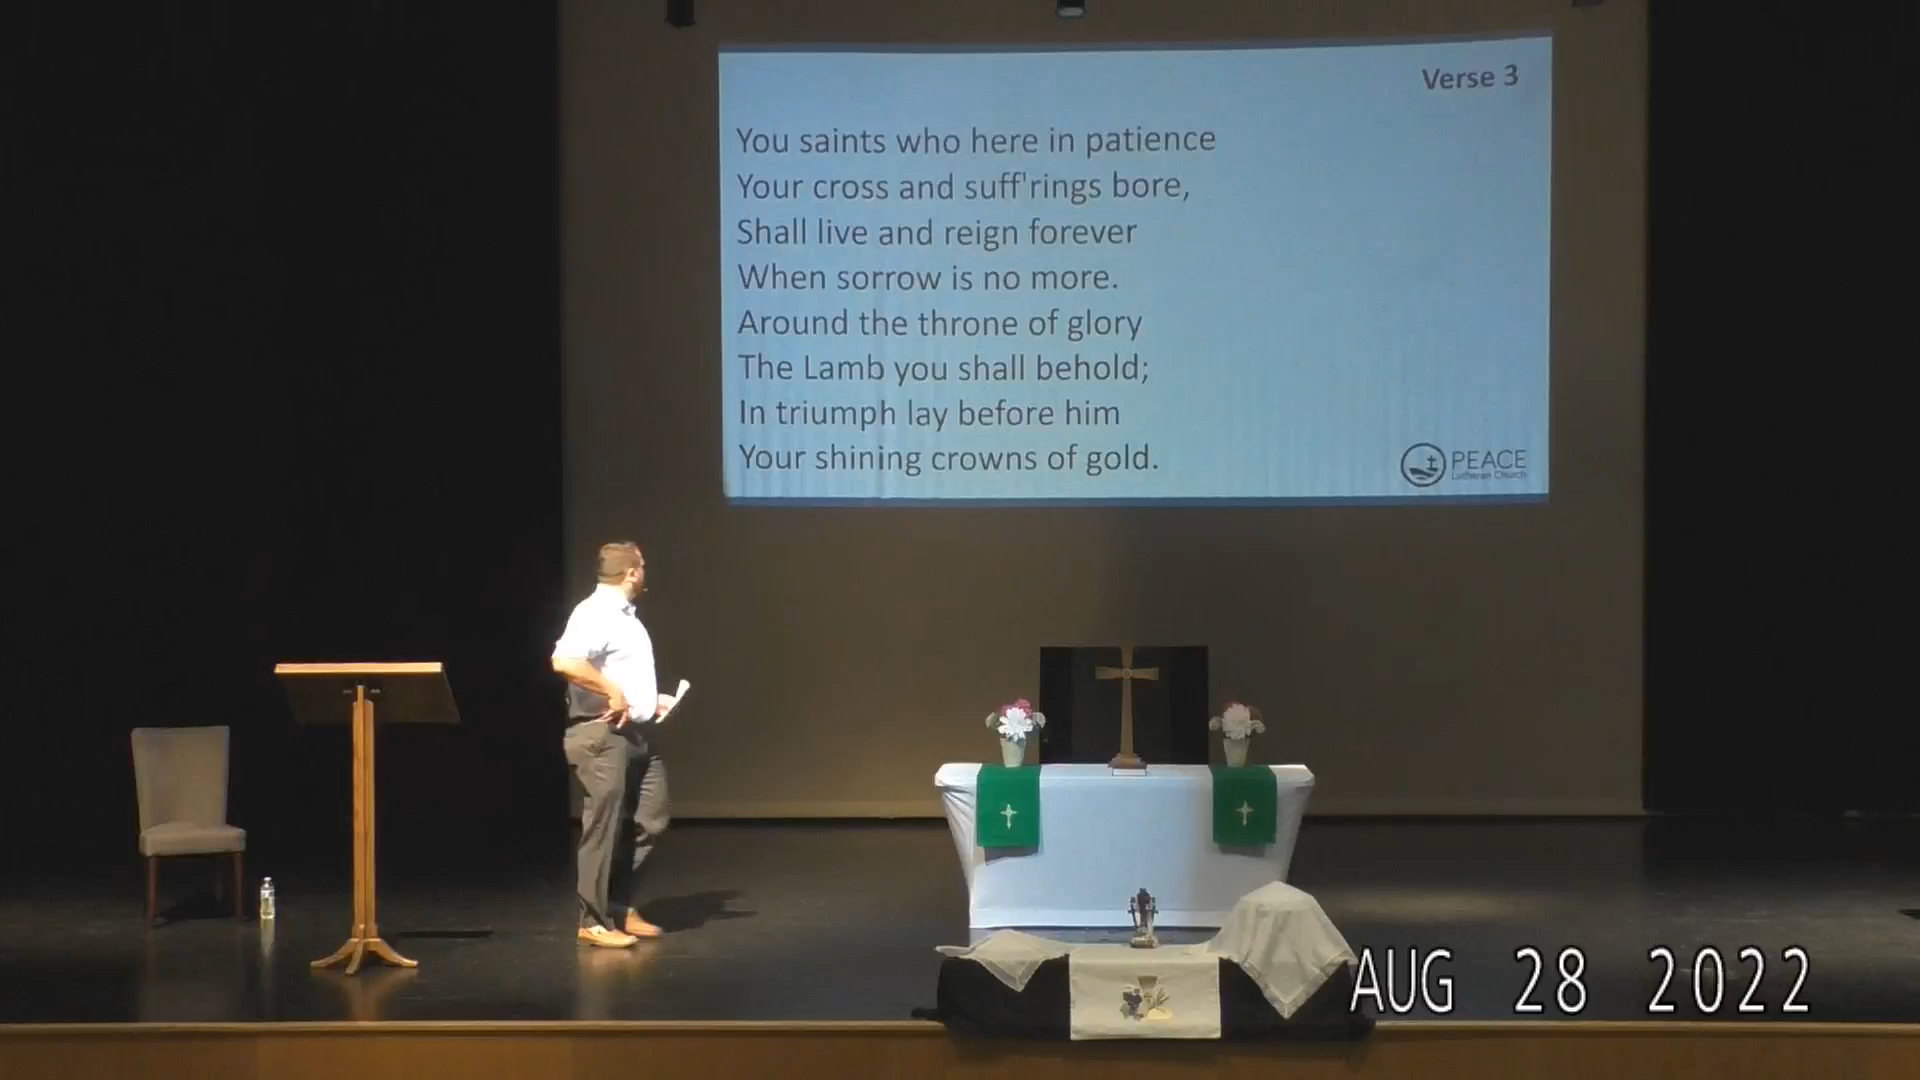 Verse 3
You saints who here in patience
Your cross and suff'rings bore,
Shall live and reign forever
When sorrow is no more.
Around the throne of glory
The Lamb you shall behold;
In triumph lay before him
Your shining crowns of gold.
PEACE
Lutheran Church
AUG 28 2022